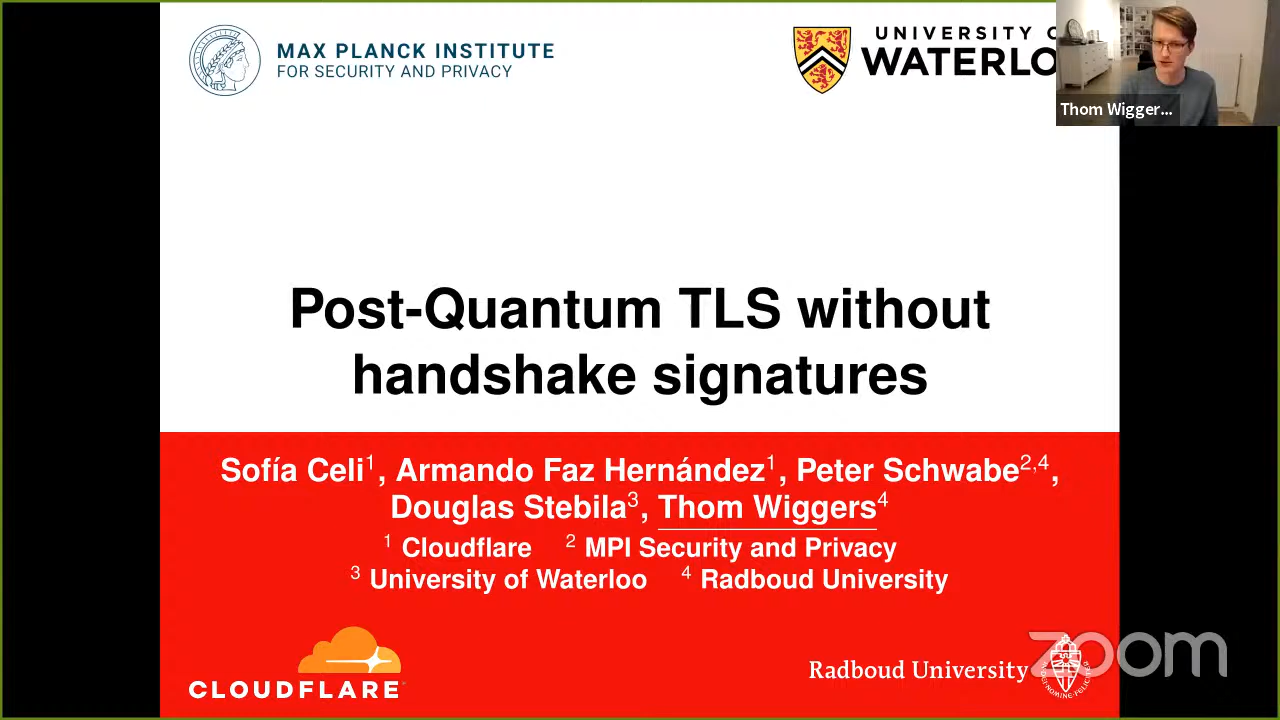 MAX PLANCK INSTITUTE
FOR SECURITY AND PRIVACY
UNIVERSITY O
WATERLO
Thom Wigger...
Post-Quantum TLS without
handshake signatures
Sofía Celi¹, Armando Faz Hernández¹, Peter Schwabe²,⁴,
Douglas Stebila³, Thom Wiggers⁴
¹ Cloudflare ² MPI Security and Privacy
³ University of Waterloo ⁴ Radboud University
CLOUDFLARE
Radboud University
zoom